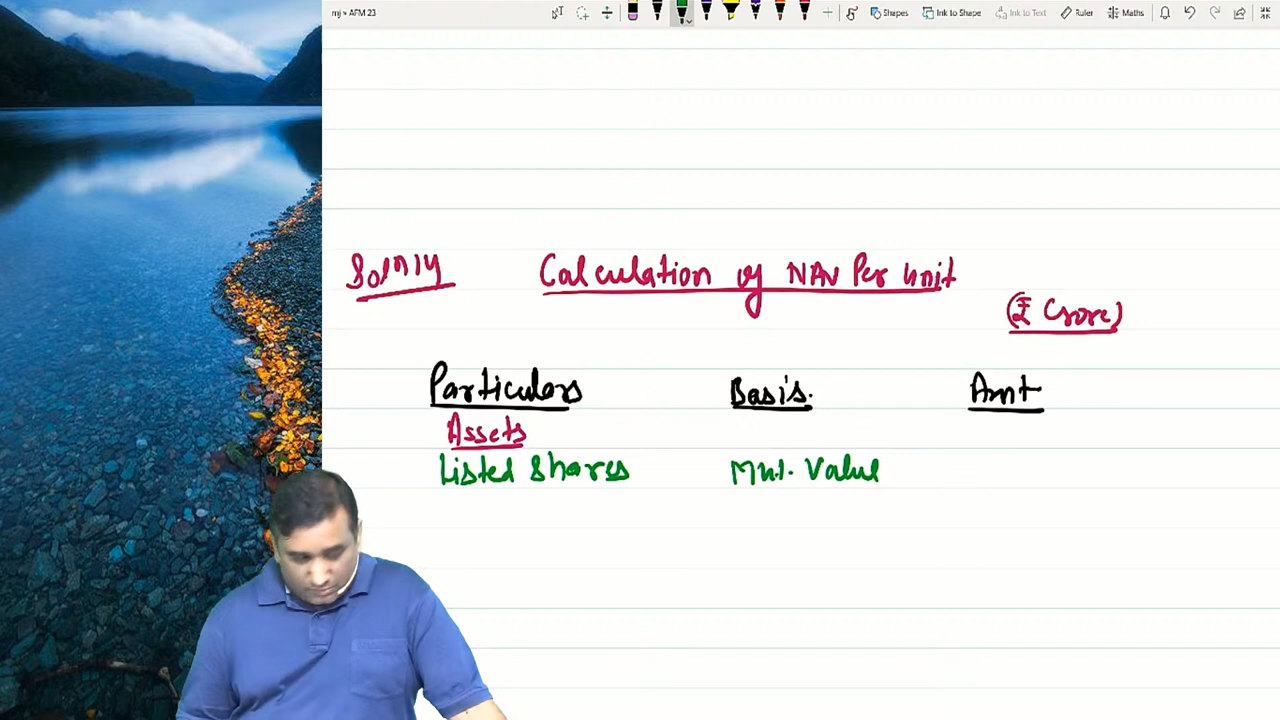 mj » AFM 23
Shapes Ink to Shape Ink to Text Ruler Maths
Soln 14 Calculation of NAV Per unit
(₹ Crore)
Particulars Basis. Amt
Assets
Listed Shares Mkt. Value